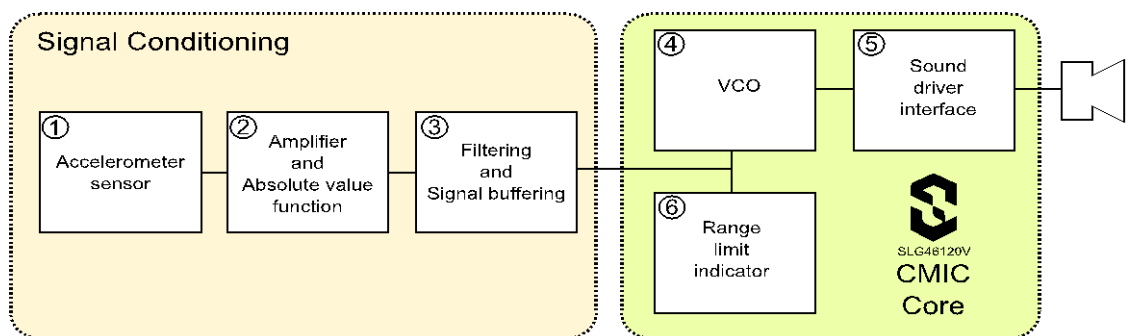 Signal Conditioning
①
Accelerometer
sensor
②
Amplifier
and
Absolute value
function
③
Filtering
and
Signal buffering
④
VCO
⑤
Sound
driver
interface
⑥
Range
limit
indicator
SLG46120V
CMIC
Core